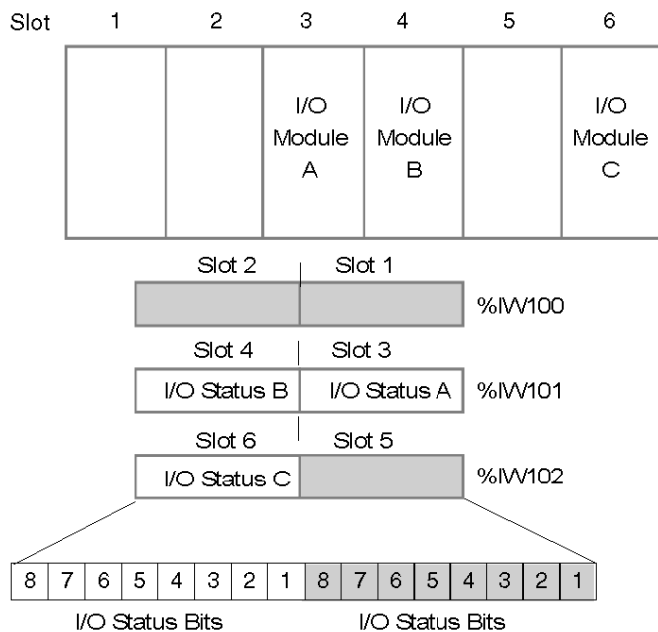 Slot 1 2 3 4 5 6
I/O Module A
I/O Module B
I/O Module C
Slot 2 Slot 1
%IW100
Slot 4 Slot 3
I/O Status B I/O Status A %IW101
Slot 6 Slot 5
I/O Status C %IW102
8 7 6 5 4 3 2 1 8 7 6 5 4 3 2 1
I/O Status Bits I/O Status Bits